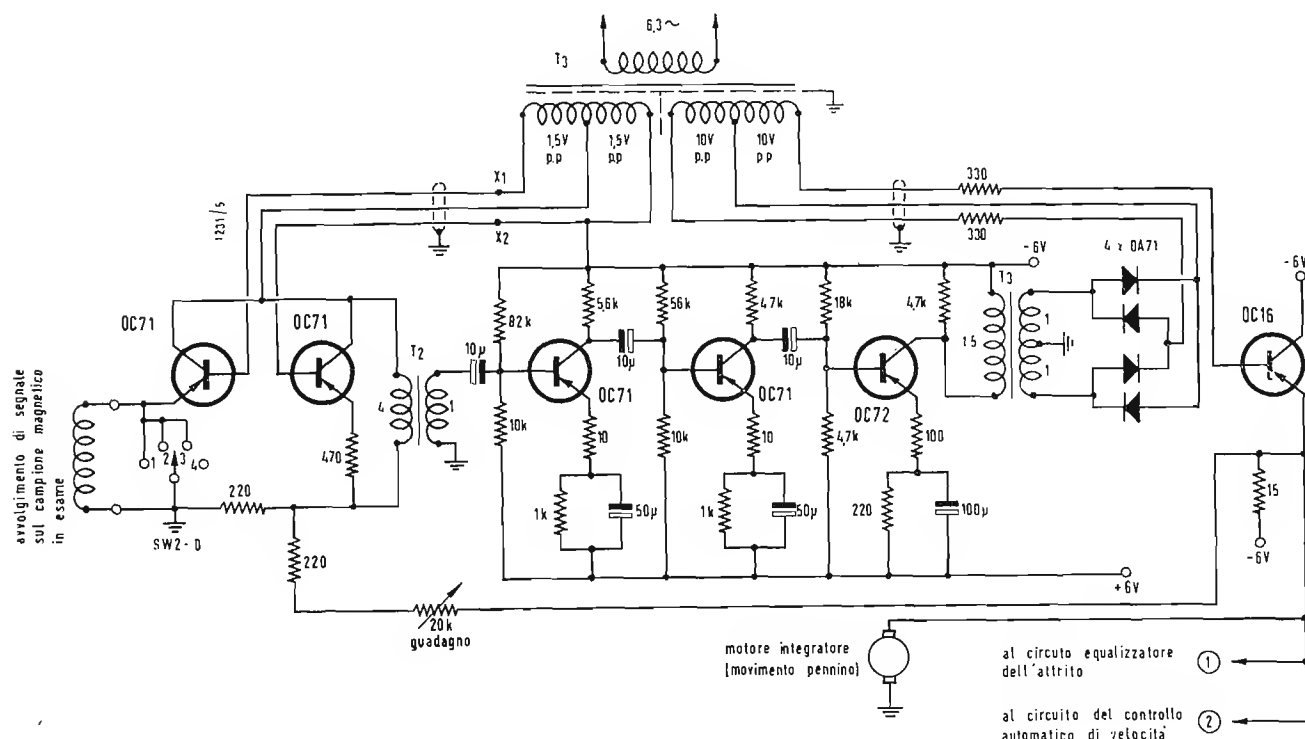 6,3~
T3
1,5V
p.p
1,5V
p.p
10V
p.p
10V
p p
X1
X2
1231/5
330
330
-6V
4 x OA71
-6V
T3
OC16
OC71
OC71
T2
4
1
10µ
82k
5,6k
56k
4,7k
18k
4,7k
10µ
10µ
OC71
OC71
OC72
15
1
1
10k
10
10k
10
4,7k
100
470
1k
50µ
1k
50µ
220
100µ
15
-6V
avvolgimento di segnale
sul campione magnetico
in esame
1
2
3
4
220
SW2-D
220
20k
guadagno
+6V
motore integratore
(movimento pennino)
al circuto equalizzatore
dell'attrito
1
al circuito del controllo
automatico di velocità
2